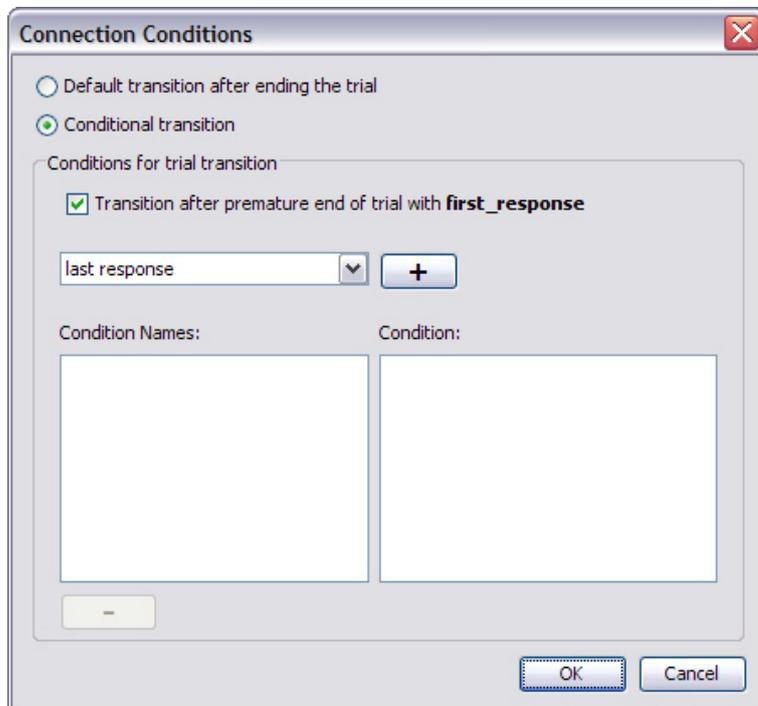 Connection Conditions
Default transition after ending the trial
Conditional transition
Conditions for trial transition
Transition after premature end of trial with first_response
last response
+
Condition Names:
Condition:
-
OK
Cancel